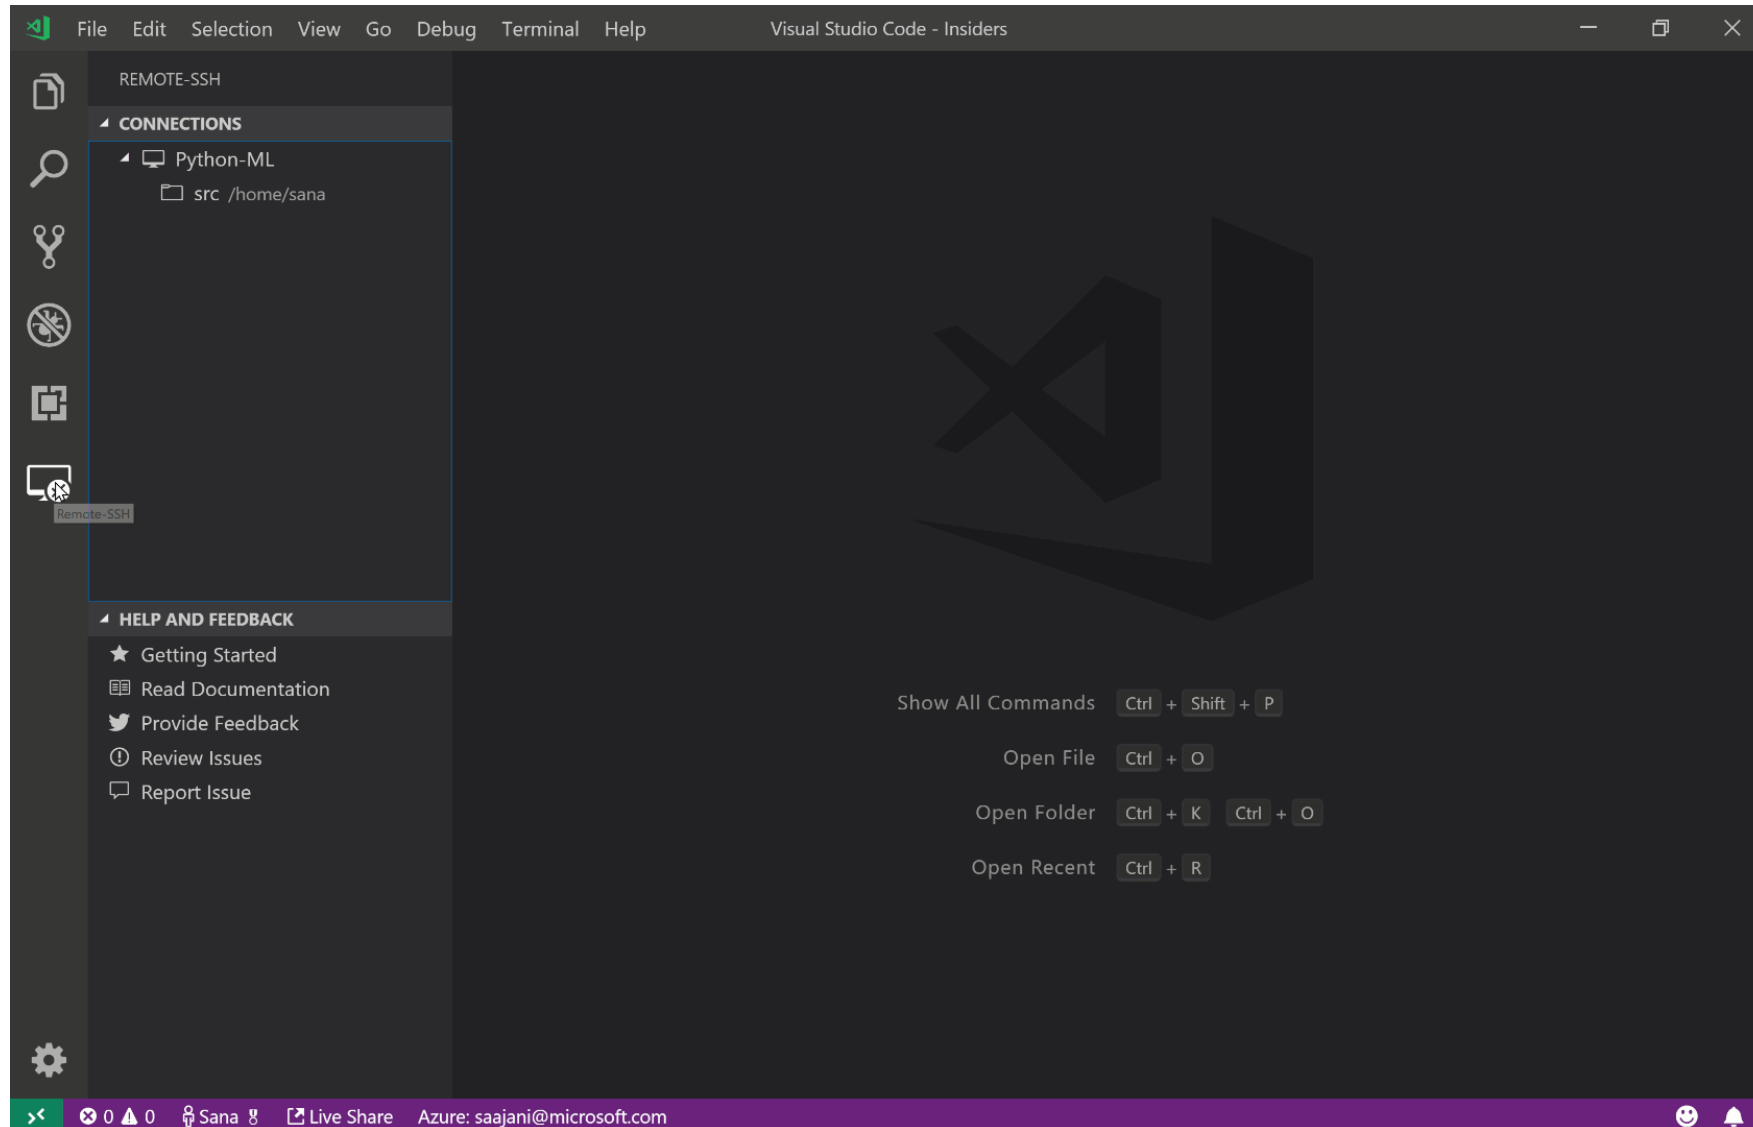 File Edit Selection View Go Debug Terminal Help Visual Studio Code - Insiders
REMOTE-SSH
CONNECTIONS
Python-ML
src /home/sana
Remote-SSH
HELP AND FEEDBACK
Getting Started
Read Documentation
Provide Feedback
Review Issues
Report Issue
Show All Commands Ctrl + Shift + P
Open File Ctrl + O
Open Folder Ctrl + K Ctrl + O
Open Recent Ctrl + R
0 0 Sana Live Share Azure: saajani@microsoft.com